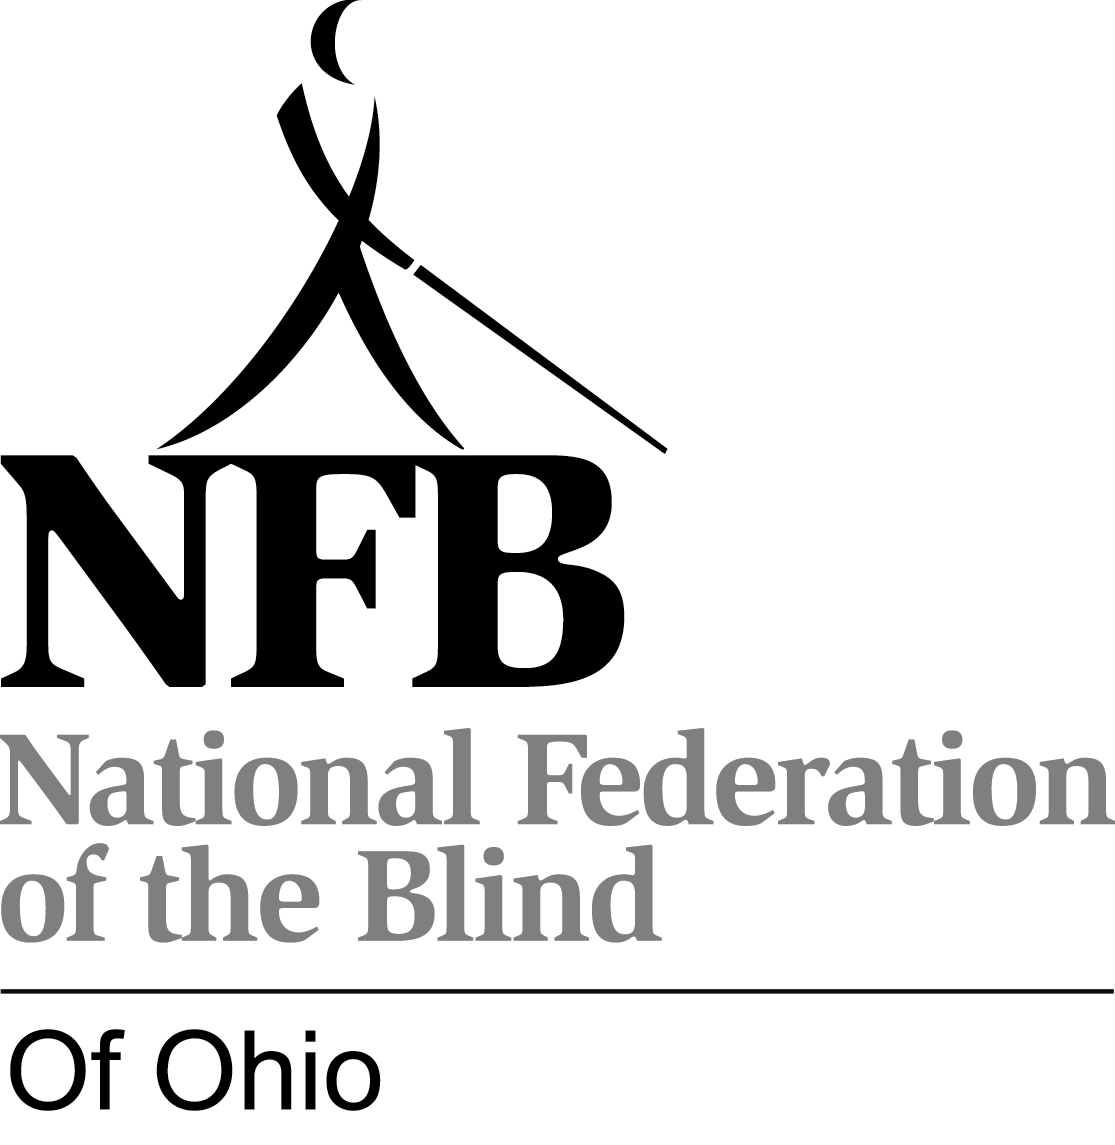 NFB
National Federation
of the Blind
Of Ohio